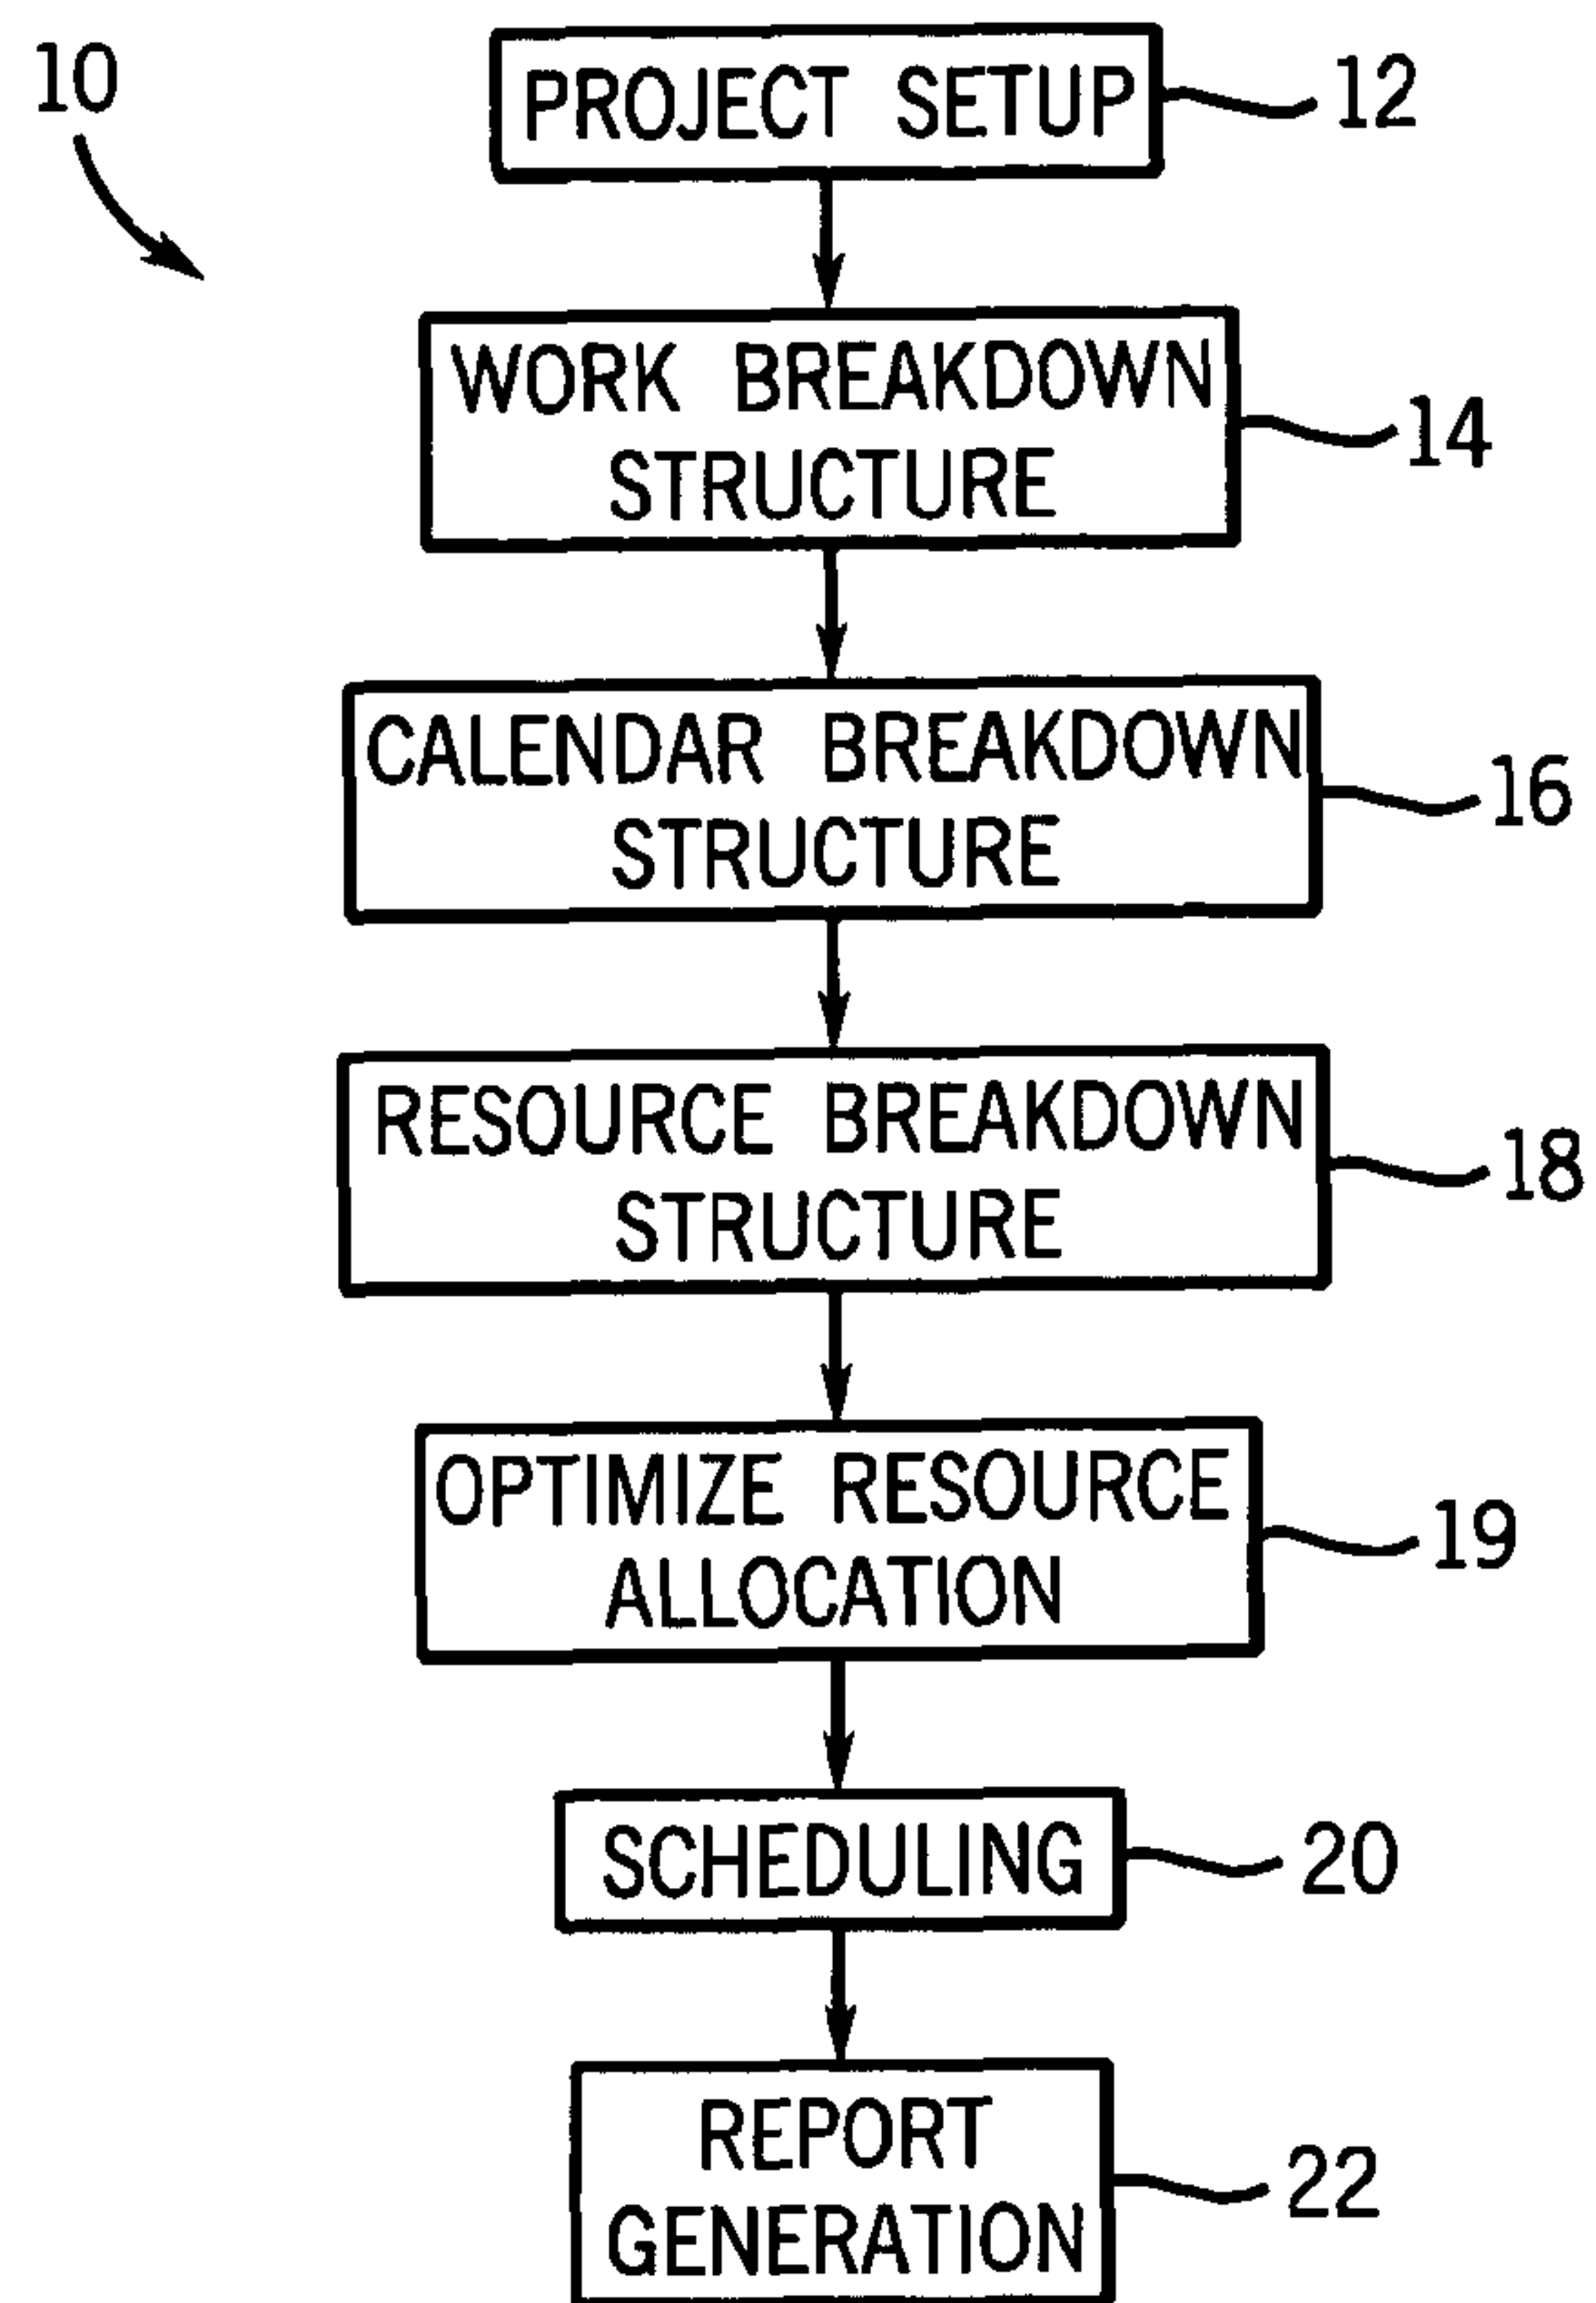 10
PROJECT SETUP
12
WORK BREAKDOWN
STRUCTURE
14
CALENDAR BREAKDOWN
STRUCTURE
16
RESOURCE BREAKDOWN
STRUCTURE
18
OPTIMIZE RESOURCE
ALLOCATION
19
SCHEDULING
20
REPORT
GENERATION
22